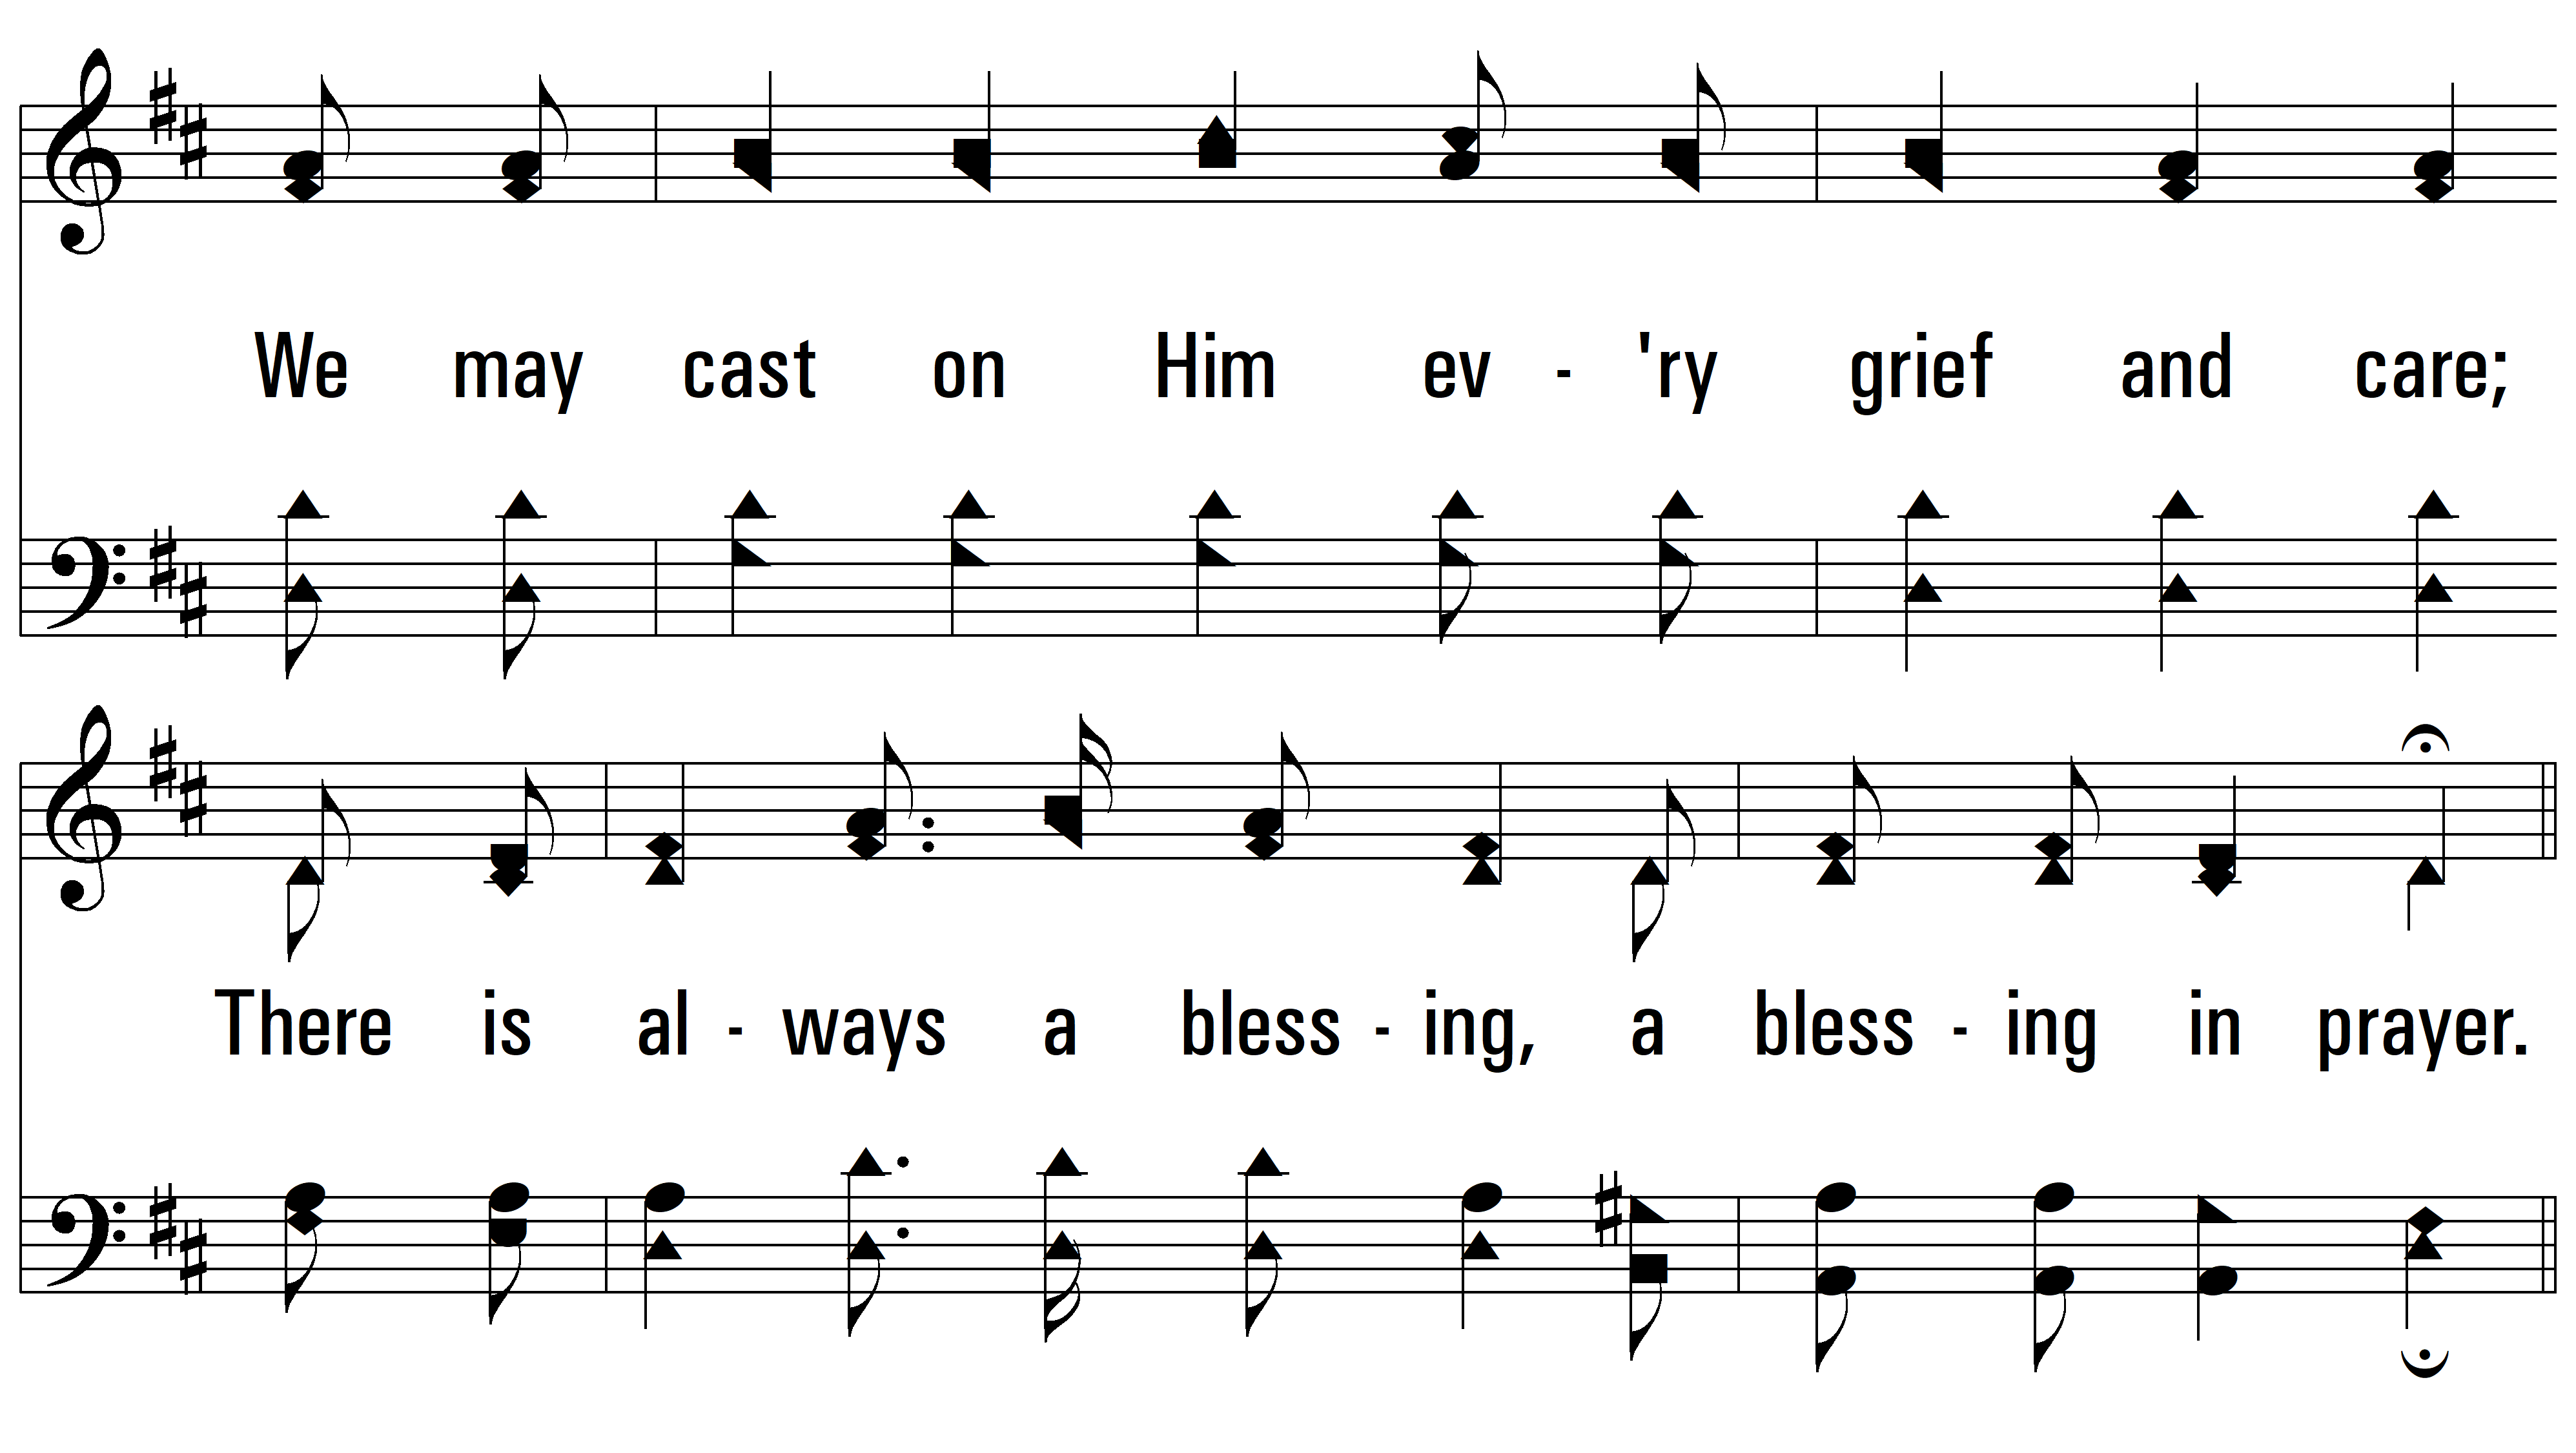 We may cast on Him ev - 'ry grief and care;
There is al - ways a bless - ing, a bless - ing in prayer.